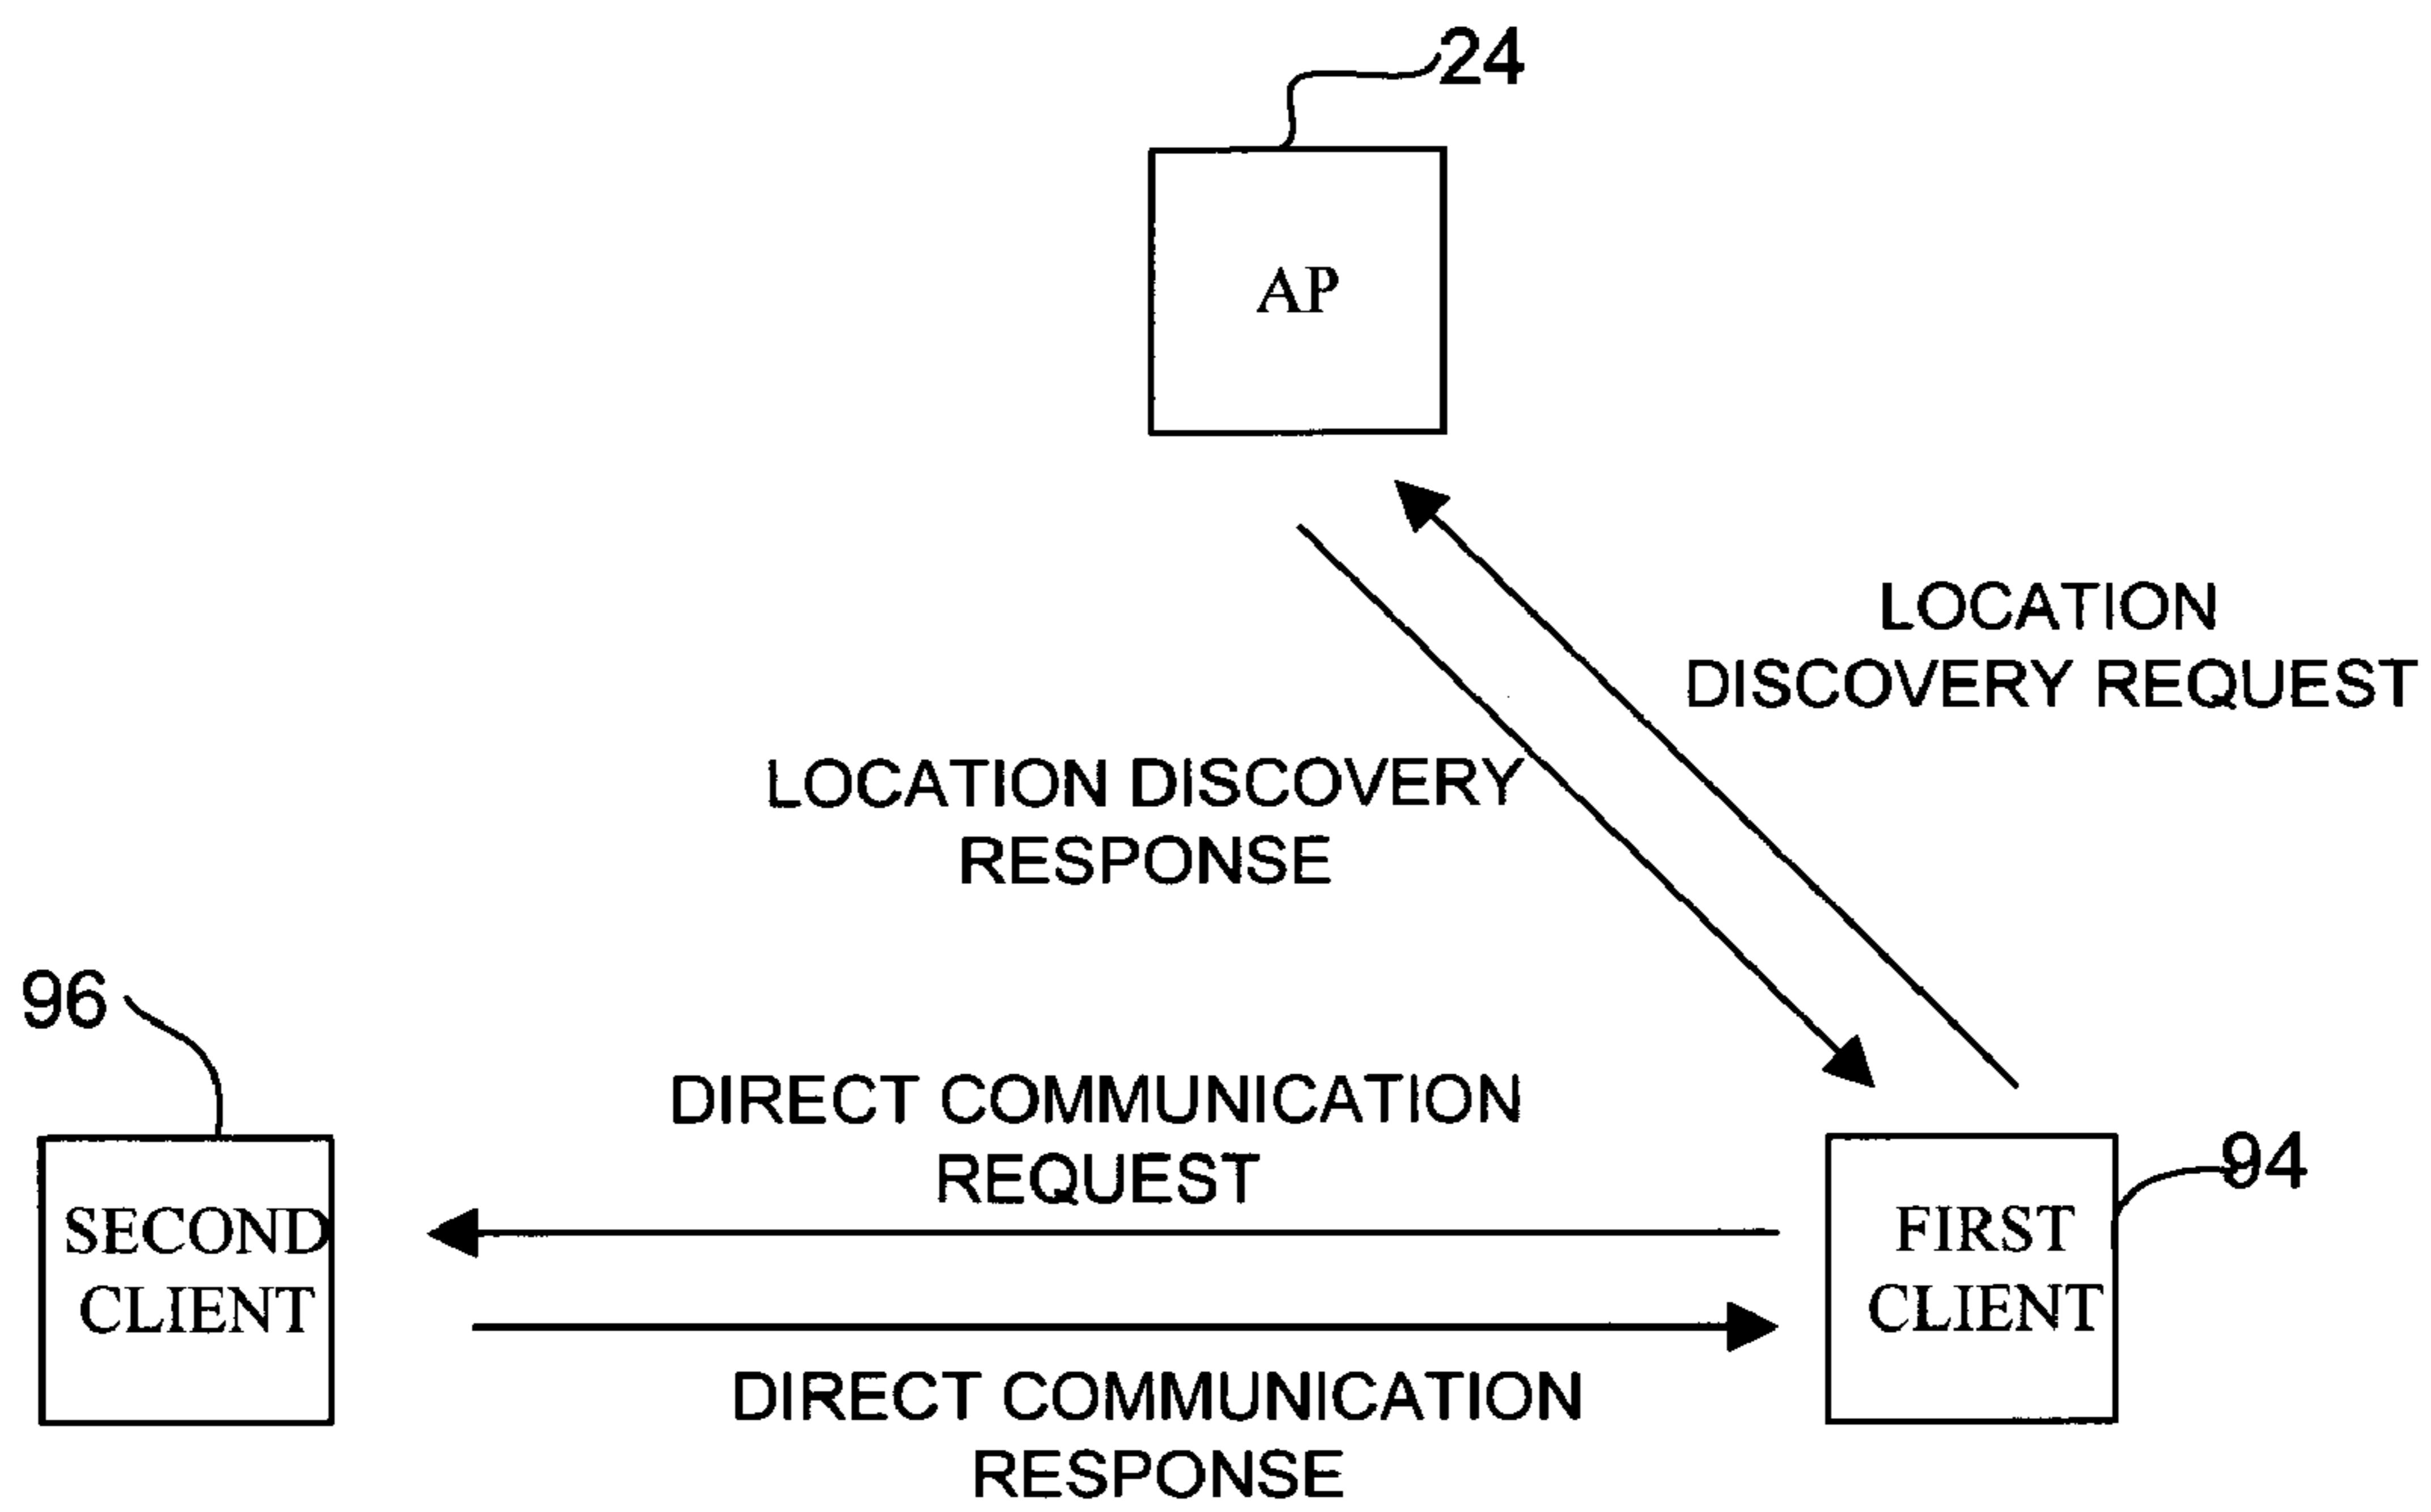 24
AP
LOCATION
DISCOVERY REQUEST
LOCATION DISCOVERY
RESPONSE
96
DIRECT COMMUNICATION
REQUEST
94
SECOND
CLIENT
FIRST
CLIENT
DIRECT COMMUNICATION
RESPONSE